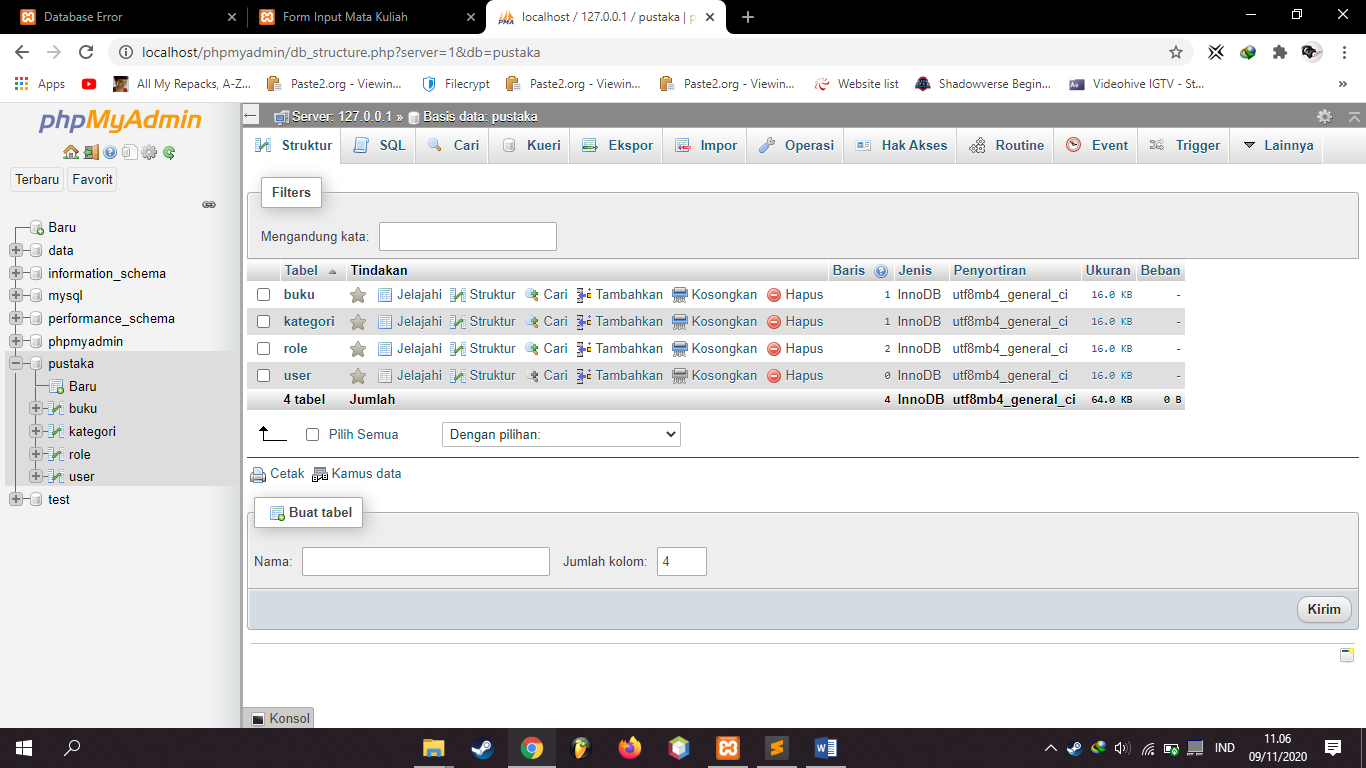 Database Error
Form Input Mata Kuliah
localhost / 127.0.0.1 / pustaka | p
localhost/phpmyadmin/db_structure.php?server=1&db=pustaka
Apps
All My Repacks, A-Z...
Paste2.org - Viewin...
Filecrypt
Paste2.org - Viewin...
Paste2.org - Viewin...
Website list
Shadowverse Begin...
Videohive IGTV - St...
»
phpMyAdmin
Terbaru
Favorit
Baru
data
information_schema
mysql
performance_schema
phpmyadmin
pustaka
Baru
buku
kategori
role
user
test
Server: 127.0.0.1 » Basis data: pustaka
Struktur SQL Cari Kueri Ekspor Impor Operasi Hak Akses Routine Event Trigger Lainnya
Filters
Mengandung kata:
Tabel Tindakan Baris Jenis Penyortiran Ukuran Beban
buku Jelajahi Struktur Cari Tambahkan Kosongkan Hapus 1 InnoDB utf8mb4_general_ci 16.0 KB -
kategori Jelajahi Struktur Cari Tambahkan Kosongkan Hapus 1 InnoDB utf8mb4_general_ci 16.0 KB -
role Jelajahi Struktur Cari Tambahkan Kosongkan Hapus 2 InnoDB utf8mb4_general_ci 16.0 KB -
user Jelajahi Struktur Cari Tambahkan Kosongkan Hapus 0 InnoDB utf8mb4_general_ci 16.0 KB -
4 tabel Jumlah 4 InnoDB utf8mb4_general_ci 64.0 KB 0 B
Pilih Semua Dengan pilihan:
Cetak Kamus data
Buat tabel
Nama: Jumlah kolom: 4
Kirim
Konsol
IND
11.06
09/11/2020